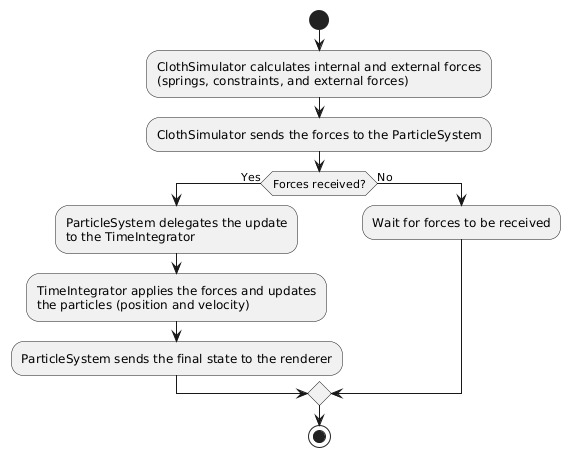 ClothSimulator calculates internal and external forces
(springs, constraints, and external forces)
ClothSimulator sends the forces to the ParticleSystem
Yes
Forces received?
No
ParticleSystem delegates the update
to the TimeIntegrator
Wait for forces to be received
TimeIntegrator applies the forces and updates
the particles (position and velocity)
ParticleSystem sends the final state to the renderer